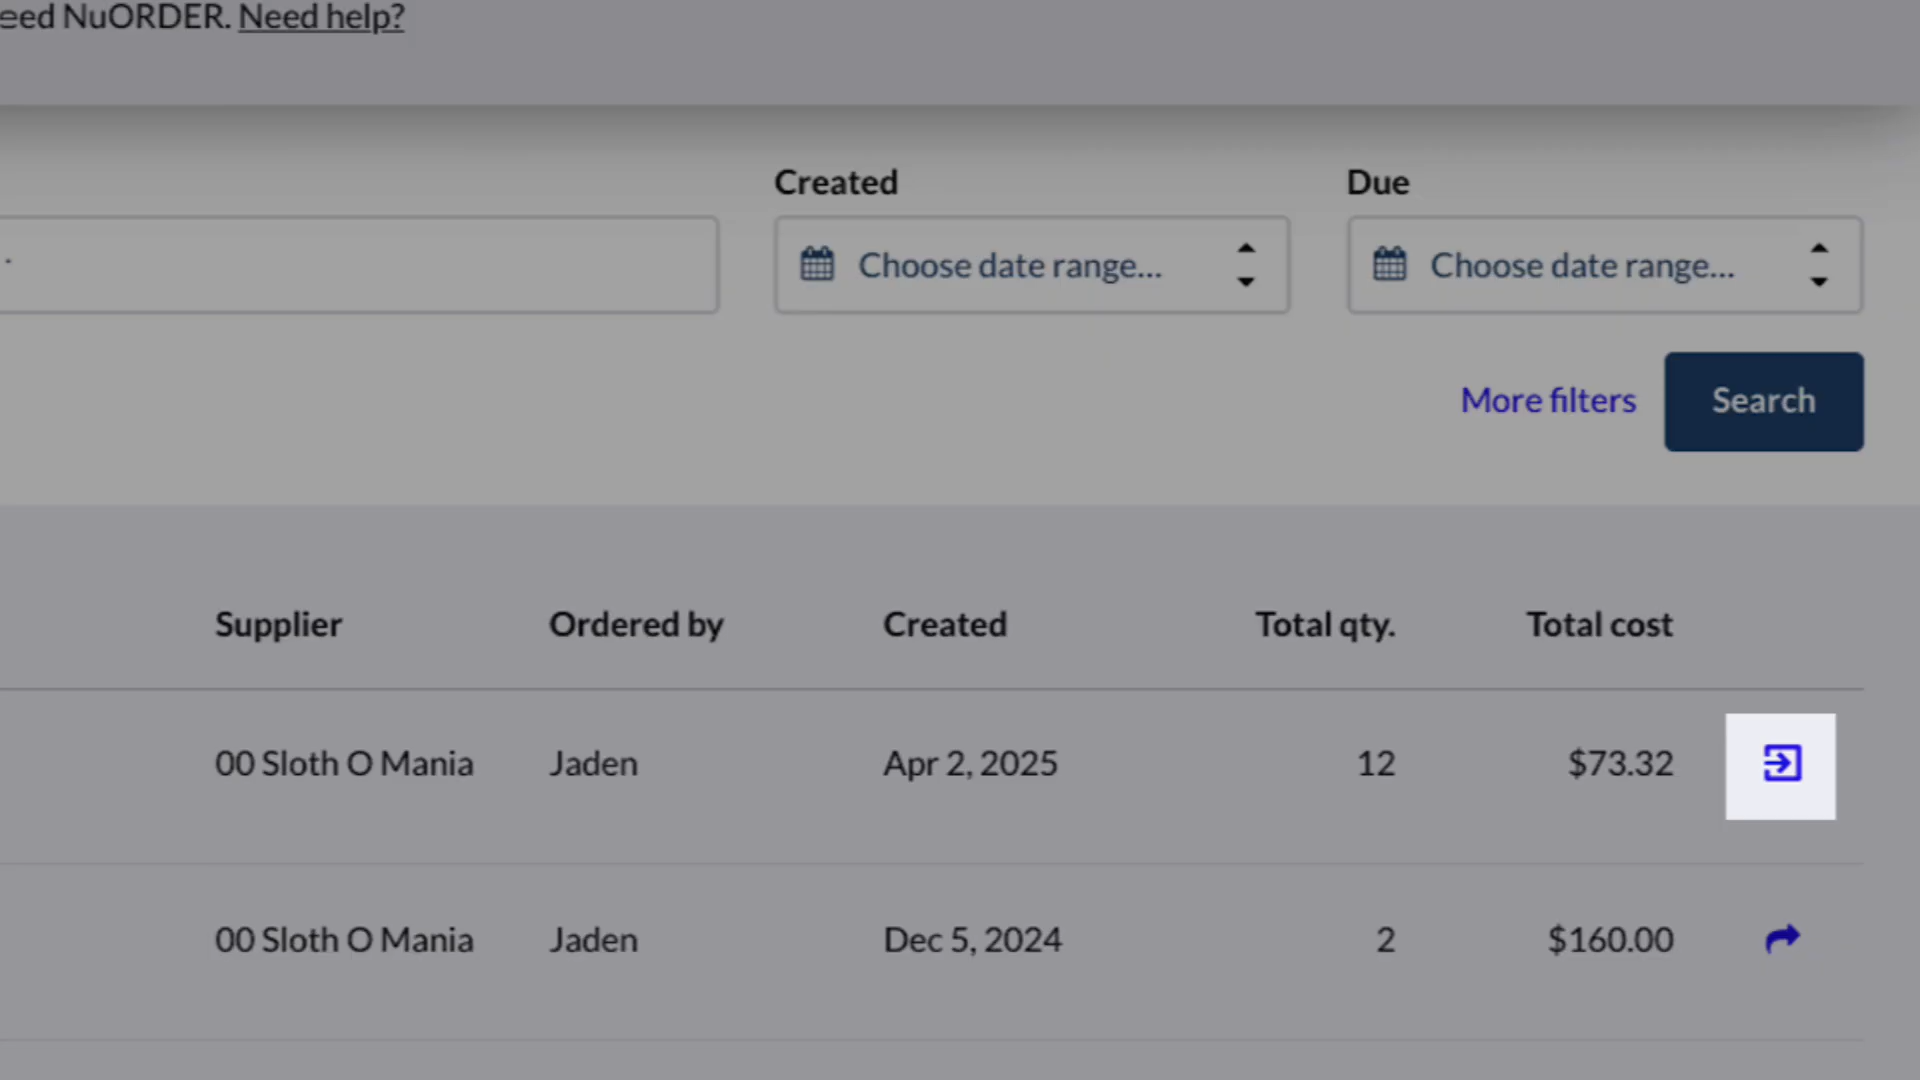 NuORDER. Need help?
Created Due
Choose date range... Choose date range...
More filters Search
Supplier Ordered by Created Total qty. Total cost
00 Sloth O Mania Jaden Apr 2, 2025 12 $73.32
00 Sloth O Mania Jaden Dec 5, 2024 2 $160.00